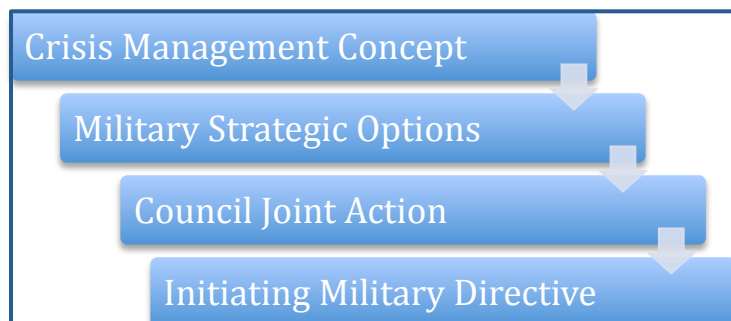 Crisis Management Concept
Military Strategic Options
Council Joint Action
Initiating Military Directive